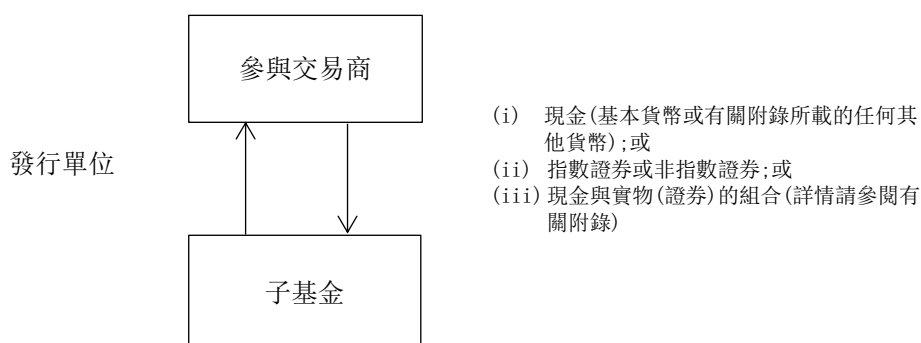 參與交易商
發行單位
(i) 現金(基本貨幣或有關附錄所載的任何其
他貨幣);或
(ii) 指數證券或非指數證券;或
(iii) 現金與實物(證券)的組合(詳情請參閱有
關附錄)
子基金